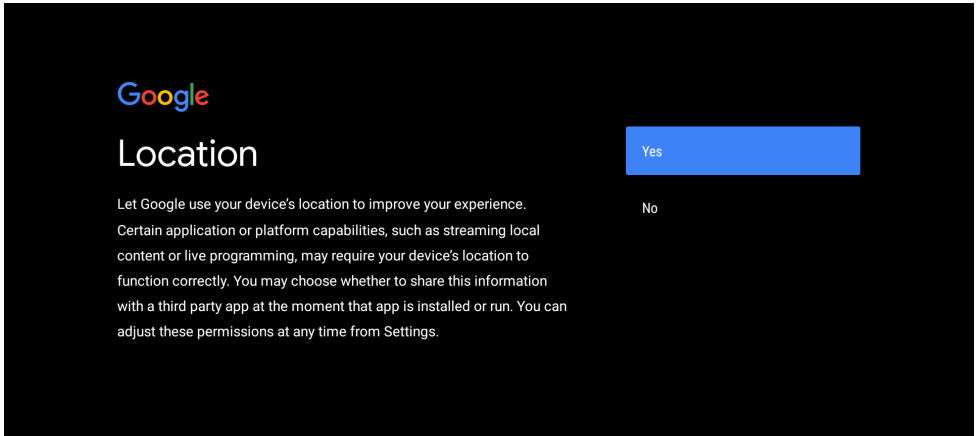 Google
Location
Let Google use your device's location to improve your experience.
Certain application or platform capabilities, such as streaming local
content or live programming, may require your device's location to
function correctly. You may choose whether to share this information
with a third party app at the moment that app is installed or run. You can
adjust these permissions at any time from Settings.
Yes
No